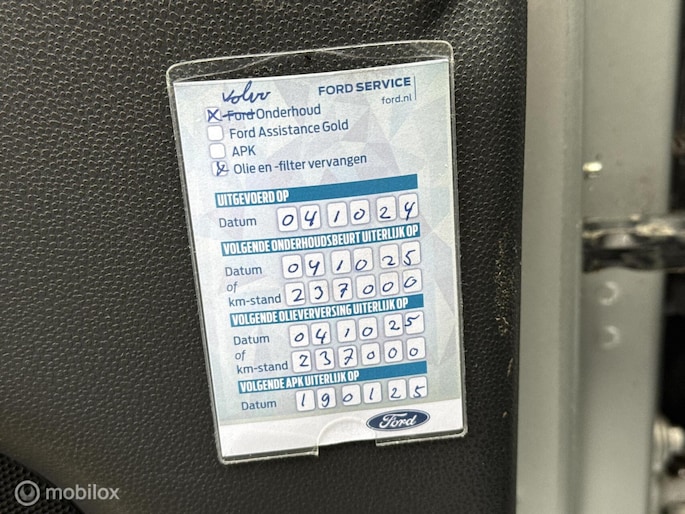 Volvo
FORD SERVICE
ford.nl
Ford Onderhoud
Ford Assistance Gold
APK
Olie en -filter vervangen
UITGEVOERD OP
Datum 041024
VOLGENDE ONDERHOUDSBEURT UITERLIJK OP
Datum 041025
of
km-stand 237000
VOLGENDE OLIEVERVERSING UITERLIJK OP
Datum 041025
of
km-stand 237000
VOLGENDE APK UITERLIJK OP
Datum 190125
Ford
mobilox